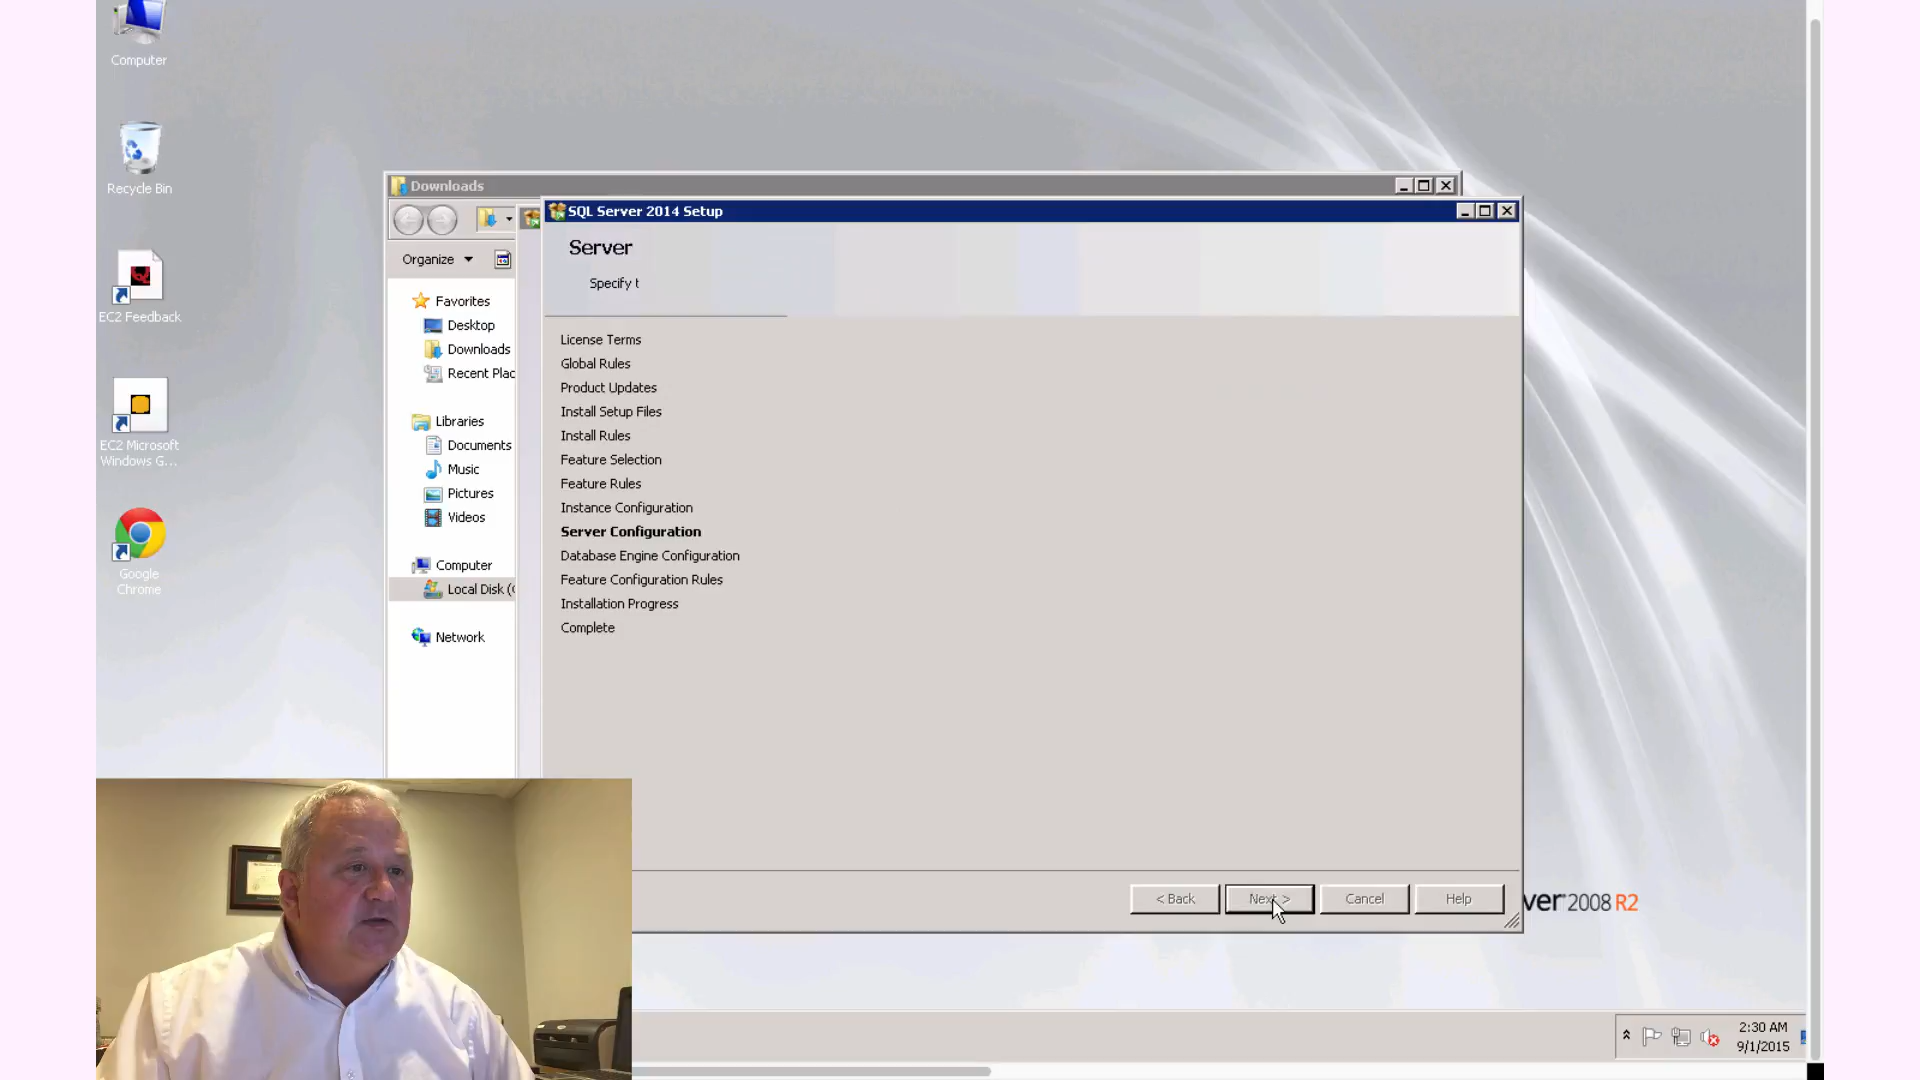 Computer
Recycle Bin
EC2 Feedback
EC2 Microsoft
Windows G...
Google
Chrome
Downloads
Organize
Favorites
Desktop
Downloads
Recent Plac
Libraries
Documents
Music
Pictures
Videos
Computer
Local Disk (
Network
SQL Server 2014 Setup
Server
Specify t
License Terms
Global Rules
Product Updates
Install Setup Files
Install Rules
Feature Selection
Feature Rules
Instance Configuration
Server Configuration
Database Engine Configuration
Feature Configuration Rules
Installation Progress
Complete
< Back
Next >
Cancel
Help
ver 2008 R2
2:30 AM
9/1/2015